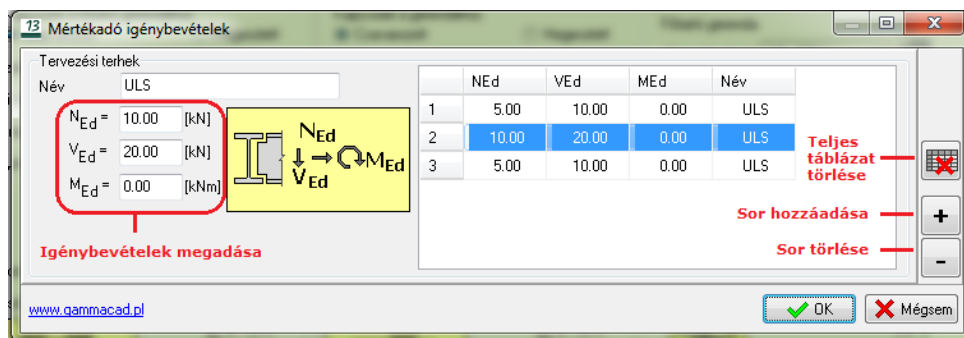 13 Mértékadó igénybevételek
Tervezési terhek
Név ULS
NEd = 10.00 [kN]
VEd = 20.00 [kN]
MEd = 0.00 [kNm]
NEd
VEd
MEd
Igénybevételek megadása
NEd VEd MEd Név
1 5.00 10.00 0.00 ULS
2 10.00 20.00 0.00 ULS
3 5.00 10.00 0.00 ULS
Teljes
táblázat
törlése
Sor hozzáadása +
Sor törlése -
www.gammacad.pl
OK
Mégsem